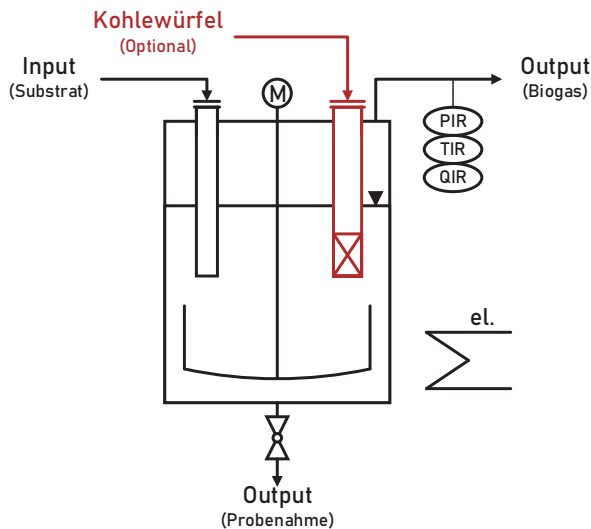 Kohlewürfel
(Optional)
Input
(Substrat)
M
Output
(Biogas)
PIR
TIR
QIR
el.
Output
(Probenahme)